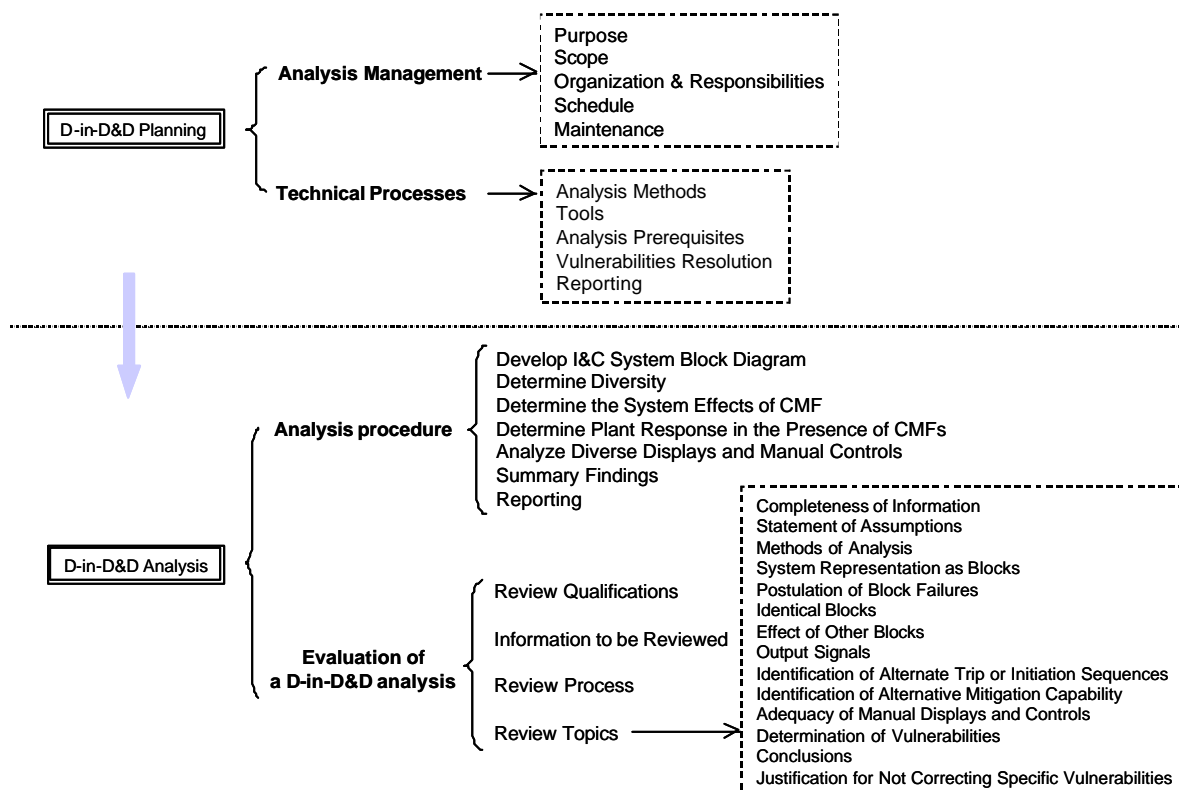 D-in-D&D Planning
Analysis Management
Purpose
Scope
Organization & Responsibilities
Schedule
Maintenance
Technical Processes
Analysis Methods
Tools
Analysis Prerequisites
Vulnerabilities Resolution
Reporting
D-in-D&D Analysis
Analysis procedure
Develop I&C System Block Diagram
Determine Diversity
Determine the System Effects of CMF
Determine Plant Response in the Presence of CMFs
Analyze Diverse Displays and Manual Controls
Summary Findings
Reporting
Evaluation of
a D-in-D&D analysis
Review Qualifications
Information to be Reviewed
Review Process
Review Topics
Completeness of Information
Statement of Assumptions
Methods of Analysis
System Representation as Blocks
Postulation of Block Failures
Identical Blocks
Effect of Other Blocks
Output Signals
Identification of Alternate Trip or Initiation Sequences
Identification of Alternative Mitigation Capability
Adequacy of Manual Displays and Controls
Determination of Vulnerabilities
Conclusions
Justification for Not Correcting Specific Vulnerabilities